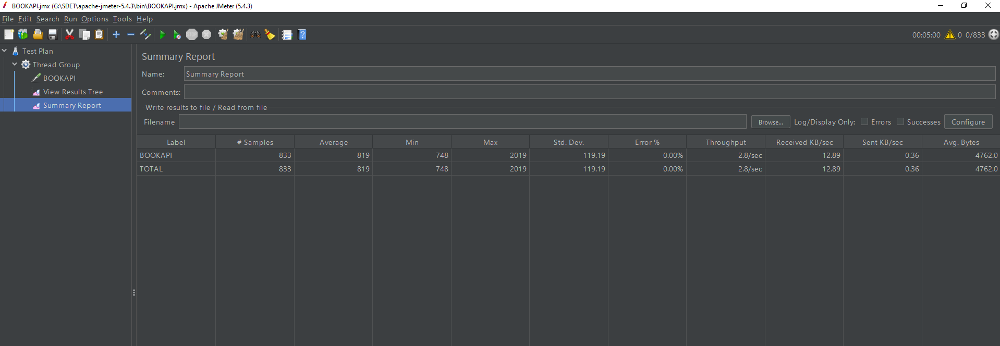 BOOKAPI.jmx (G:\SDET\apache-jmeter-5.4.3\bin\BOOKAPI.jmx) - Apache JMeter (5.4.3)
File Edit Search Run Options Tools Help
00:05:00 0 0/833
Test Plan
Thread Group
BOOKAPI
View Results Tree
Summary Report
Summary Report
Name: Summary Report
Comments:
Write results to file / Read from file
Filename Browse... Log/Display Only: Errors Successes Configure
Label # Samples Average Min Max Std. Dev. Error % Throughput Received KB/sec Sent KB/sec Avg. Bytes
BOOKAPI 833 819 748 2019 119.19 0.00% 2.8/sec 12.89 0.36 4762.0
TOTAL 833 819 748 2019 119.19 0.00% 2.8/sec 12.89 0.36 4762.0